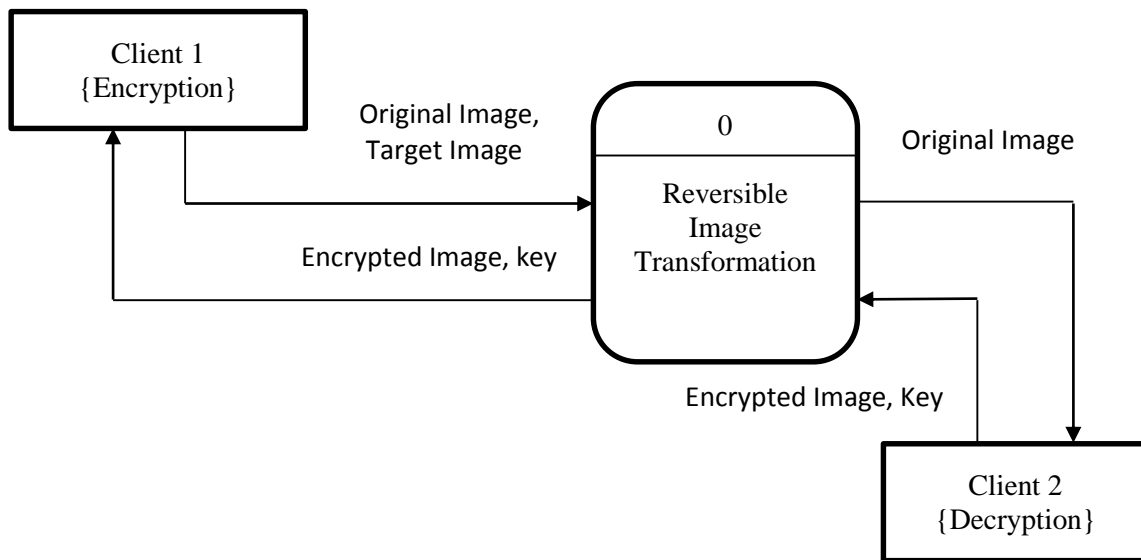 Client 1
{Encryption}
Original Image,
Target Image
0
Original Image
Reversible
Image
Transformation
Encrypted Image, key
Encrypted Image, Key
Client 2
{Decryption}